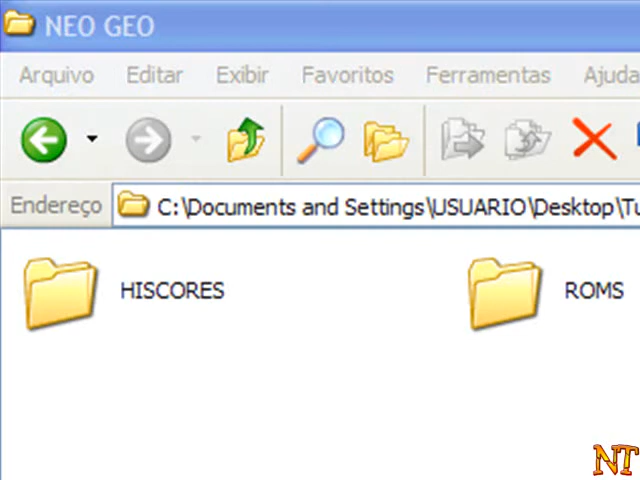 NEO GEO
Arquivo Editar Exibir Favoritos Ferramentas Ajuda
Endereço C:\Documents and Settings\USUARIO\Desktop\Tu
HISCORES ROMS
NT